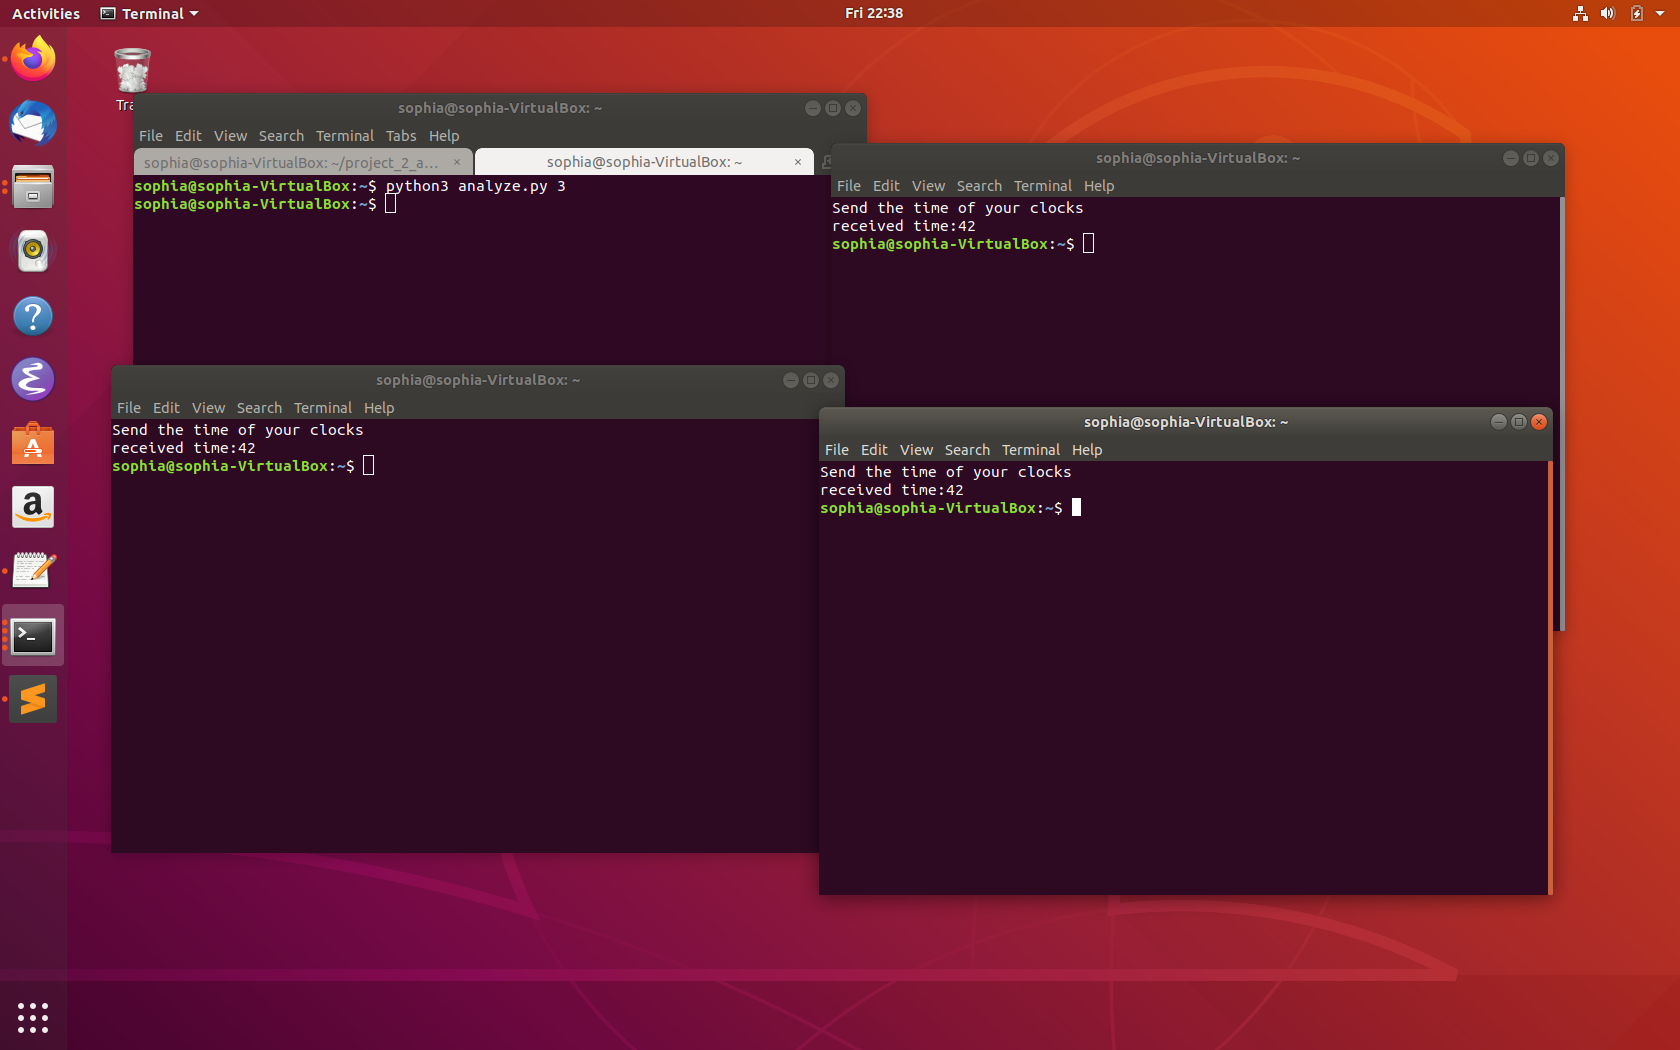 Activities
Terminal
Fri 22:38
sophia@sophia-VirtualBox: ~
File Edit View Search Terminal Tabs Help
sophia@sophia-VirtualBox: ~/project_2_a...
sophia@sophia-VirtualBox: ~
sophia@sophia-VirtualBox:~$ python3 analyze.py 3
sophia@sophia-VirtualBox:~$
sophia@sophia-VirtualBox: ~
File Edit View Search Terminal Help
Send the time of your clocks
received time:42
sophia@sophia-VirtualBox:~$
sophia@sophia-VirtualBox: ~
File Edit View Search Terminal Help
Send the time of your clocks
received time:42
sophia@sophia-VirtualBox:~$
sophia@sophia-VirtualBox: ~
File Edit View Search Terminal Help
Send the time of your clocks
received time:42
sophia@sophia-VirtualBox:~$